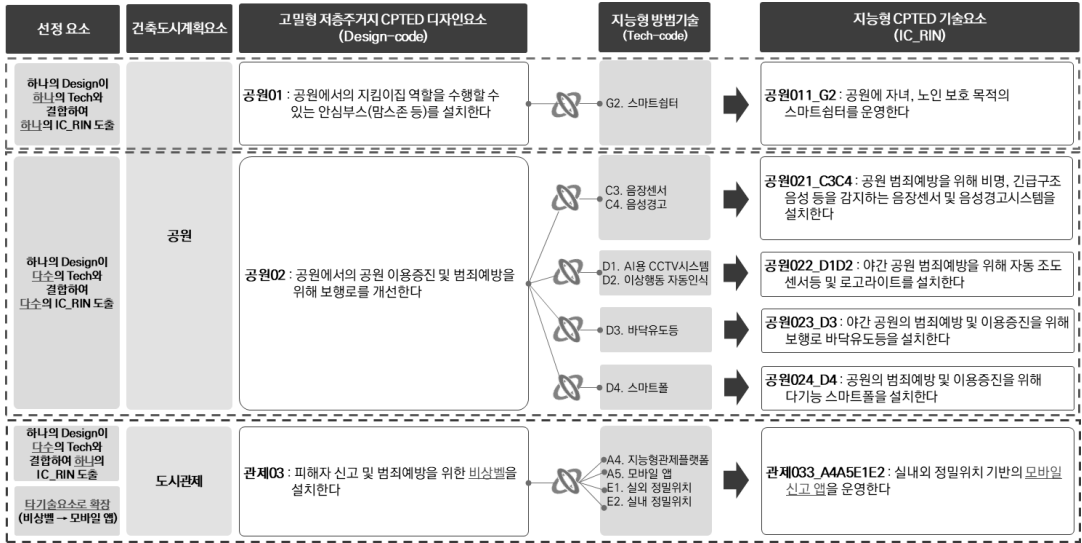 선정 요소
건축도시계획요소
고밀형 저층주거지 CPTED 디자인요소
(Design-code)
지능형 방범기술
(Tech-code)
지능형 CPTED 기술요소
(IC_RIN)
하나의 Design이
하나의 Tech와
결합하여
하나의 IC_RIN 도출
공원
공원01 : 공원에서의 지킴이집 역할을 수행할 수
있는 안심부스(맘스존 등)를 설치한다
G2. 스마트쉼터
공원011_G2 : 공원에 자녀, 노인 보호 목적의
스마트쉼터를 운영한다
하나의 Design이
다수의 Tech와
결합하여
다수의 IC_RIN 도출
공원02 : 공원에서의 공원 이용증진 및 범죄예방을
위해 보행로를 개선한다
C3. 음장센서
C4. 음성경고
공원021_C3C4 : 공원 범죄예방을 위해 비명, 긴급구조
음성 등을 감지하는 음장센서 및 음성경고시스템을
설치한다
D1. AI용 CCTV시스템
D2. 이상행동 자동인식
공원022_D1D2 : 야간 공원 범죄예방을 위해 자동 조도
센서등 및 로고라이트를 설치한다
D3. 바닥유도등
공원023_D3 : 야간 공원의 범죄예방 및 이용증진을 위해
보행로 바닥유도등을 설치한다
D4. 스마트폴
공원024_D4 : 공원의 범죄예방 및 이용증진을 위해
다기능 스마트폴을 설치한다
하나의 Design이
다수의 Tech와
결합하여 하나의
IC_RIN 도출
타기술요소로 확장
(비상벨 → 모바일 앱)
도시관제
관제03 : 피해자 신고 및 범죄예방을 위한 비상벨을
설치한다
A4. 지능형관제플랫폼
A5. 모바일 앱
E1. 실외 정밀위치
E2. 실내 정밀위치
관제033_A4A5E1E2 : 실내외 정밀위치 기반의 모바일
신고 앱을 운영한다